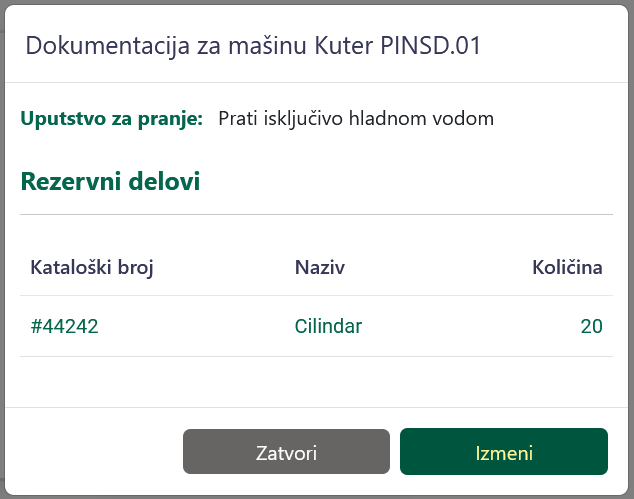 Dokumentacija za mašinu Kuter PINSD.01
Uputstvo za pranje: Prati isključivo hladnom vodom
Rezervni delovi
Kataloški broj Naziv Količina
#44242 Cilindar 20
Zatvori Izmeni